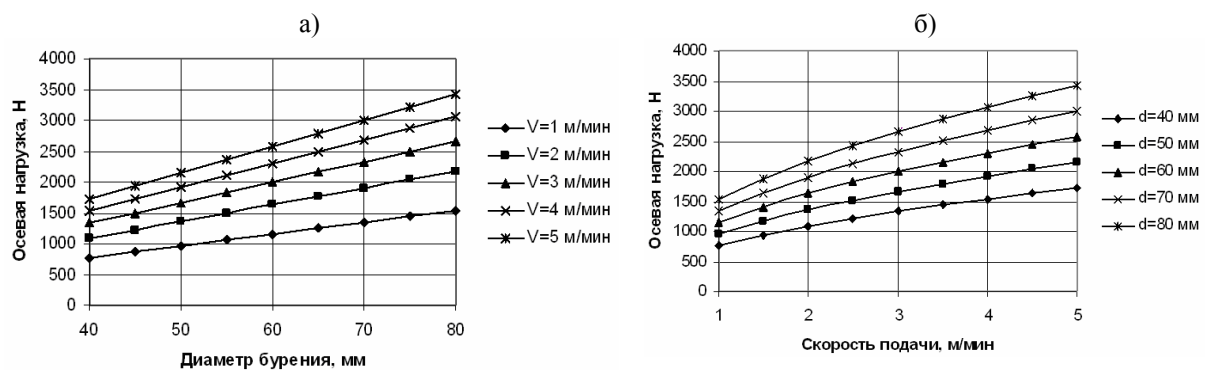 а)
4000
3500
3000
2500
2000
1500
1000
500
0
Осевая нагрузка, Н
40
50
60
70
80
Диаметр бурения, мм
V=1 м/мин
V=2 м/мин
V=3 м/мин
V=4 м/мин
V=5 м/мин
б)
4000
3500
3000
2500
2000
1500
1000
500
0
Осевая нагрузка, Н
1
2
3
4
5
Скорость подачи, м/мин
d=40 мм
d=50 мм
d=60 мм
d=70 мм
d=80 мм